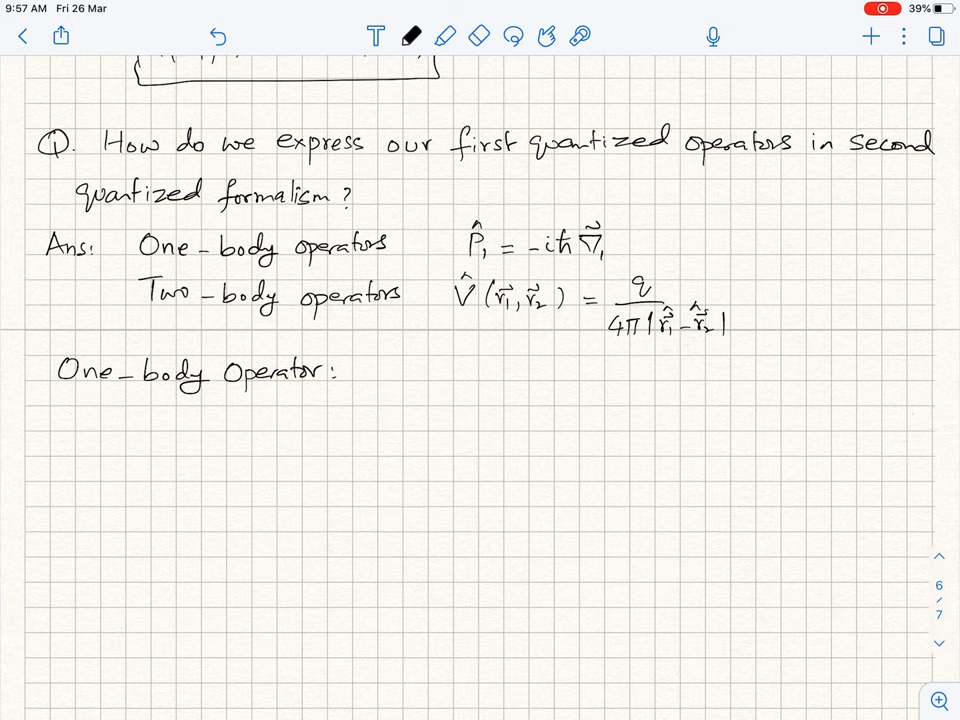 9:57 AM Fri 26 Mar
39%
Q. How do we express our first quantized operators in second
quantized formalism?
Ans: One-body operators P̂₁ = -iħ ∇̃₁
Two-body operators V̂(r⃗₁, r⃗₂) = q / 4π|r̂⃗₁ - r̂⃗₂|
One-body Operator:
6
/
7